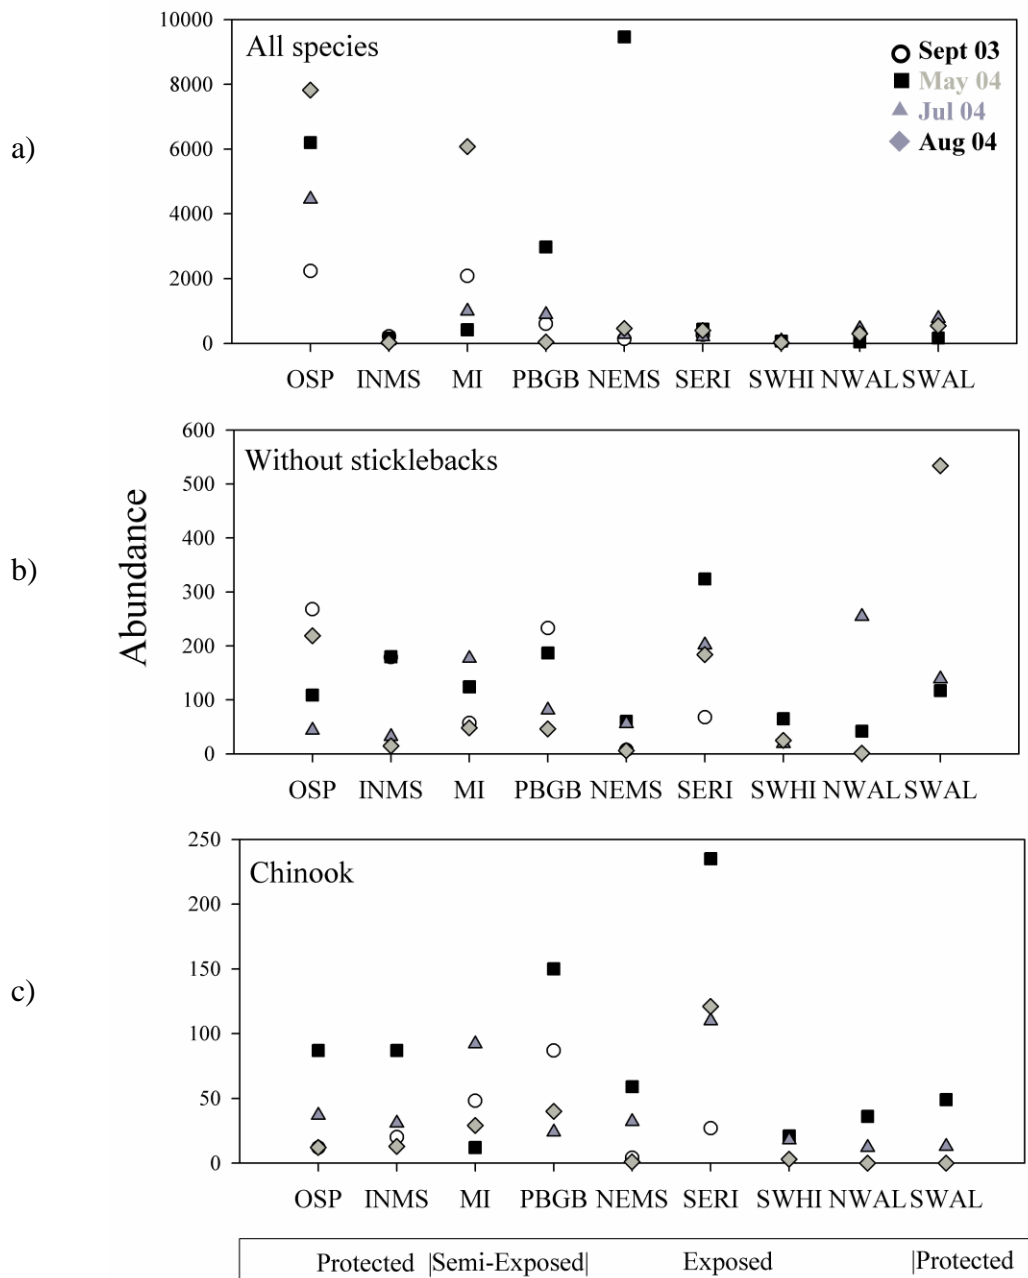 a)
All species
Sept 03
May 04
Jul 04
Aug 04
10000
8000
6000
4000
2000
0
OSP INMS MI PBGB NEMS SERI SWHI NWAL SWAL
b)
Abundance
Without sticklebacks
600
500
400
300
200
100
0
OSP INMS MI PBGB NEMS SERI SWHI NWAL SWAL
c)
Chinook
250
200
150
100
50
0
OSP INMS MI PBGB NEMS SERI SWHI NWAL SWAL
Protected |Semi-Exposed| Exposed |Protected